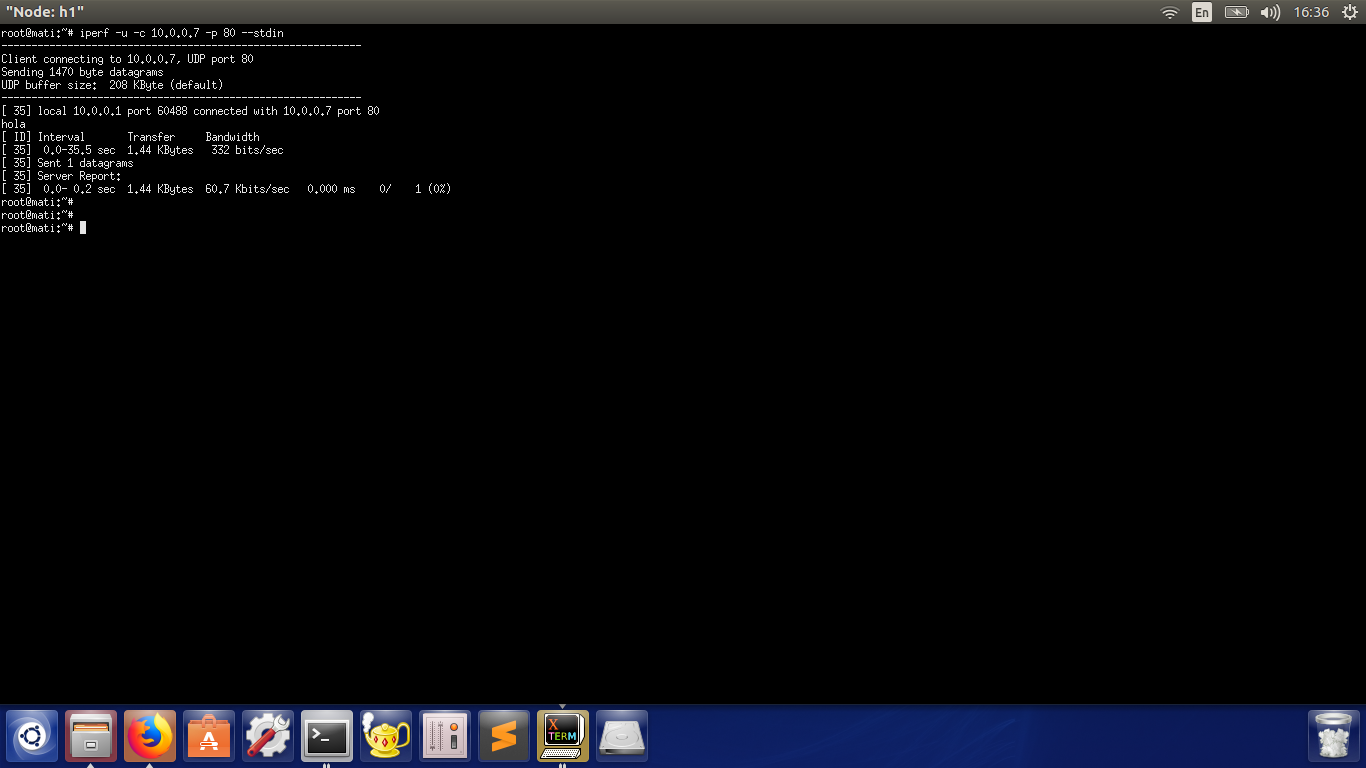 "Node: h1"
En
16:36
root@mati:~# iperf -u -c 10.0.0.7 -p 80 --stdin
------------------------------------------------------------
Client connecting to 10.0.0.7, UDP port 80
Sending 1470 byte datagrams
UDP buffer size:  208 KByte (default)
------------------------------------------------------------
[ 35] local 10.0.0.1 port 60488 connected with 10.0.0.7 port 80
hola
[ ID] Interval       Transfer     Bandwidth
[ 35]  0.0-35.5 sec  1.44 KBytes   332 bits/sec
[ 35] Sent 1 datagrams
[ 35] Server Report:
[ 35]  0.0- 0.2 sec  1.44 KBytes  60.7 Kbits/sec   0.000 ms    0/    1 (0%)
root@mati:~#
root@mati:~#
root@mati:~#
X
TERM